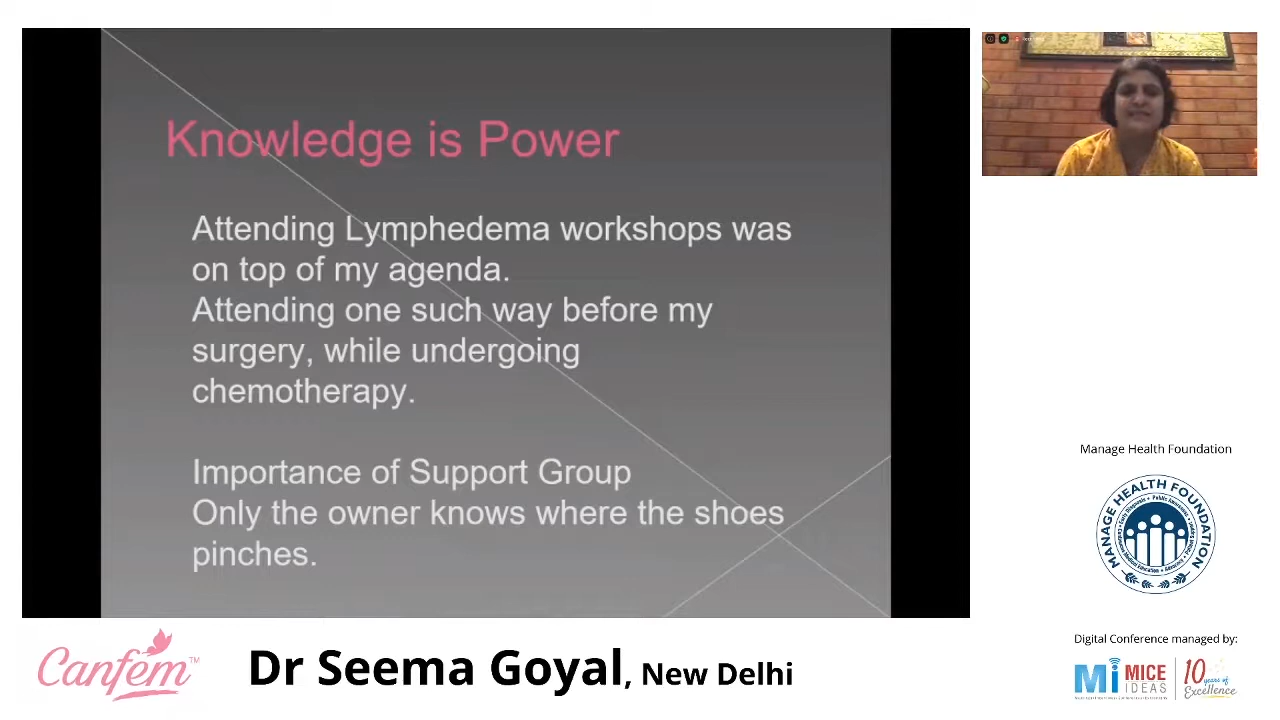 Knowledge is Power
Attending Lymphedema workshops was
on top of my agenda.
Attending one such way before my
surgery, while undergoing
chemotherapy.
Importance of Support Group
Only the owner knows where the shoes
pinches.
Manage Health Foundation
MANAGE HEALTH FOUNDATION
Digital Conference managed by:
Mi MICE IDEAS
10 years of Excellence
Canfem™
Dr Seema Goyal, New Delhi